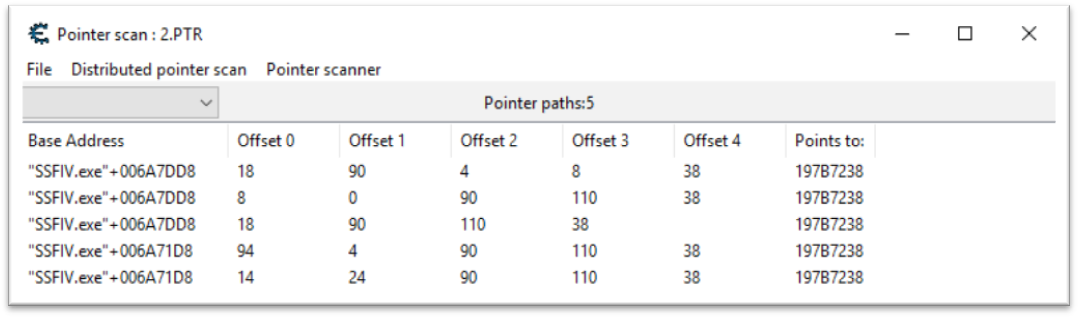 Pointer scan : 2.PTR
File Distributed pointer scan Pointer scanner
Pointer paths:5
Base Address Offset 0 Offset 1 Offset 2 Offset 3 Offset 4 Points to:
"SSFIV.exe"+006A7DD8 18 90 4 8 38 197B7238
"SSFIV.exe"+006A7DD8 8 0 90 110 38 197B7238
"SSFIV.exe"+006A7DD8 18 90 110 38 197B7238
"SSFIV.exe"+006A71D8 94 4 90 110 38 197B7238
"SSFIV.exe"+006A71D8 14 24 90 110 38 197B7238